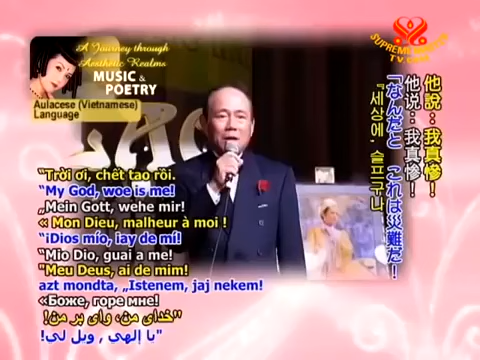 A Journey through
Aesthetic Realms
MUSIC &
POETRY
Aulacese (Vietnamese)
Language
SUPREME MASTER
TV.com
他說：我真慘！
他说：我真惨！
「なんだと これは災難だ！
『세상에, 슬프구나
“Trời ơi, chết tao rồi.
“My God, woe is me!
„Mein Gott, wehe mir!
« Mon Dieu, malheur à moi !
“¡Dios mío, ¡ay de mí!
“Mio Dio, guai a me!
"Meu Deus, ai de mim!
azt mondta, „Istenem, jaj nekem!
«Боже, горе мне!
"خدای من، وای بر من!
"يا إلهي , ويل لي!